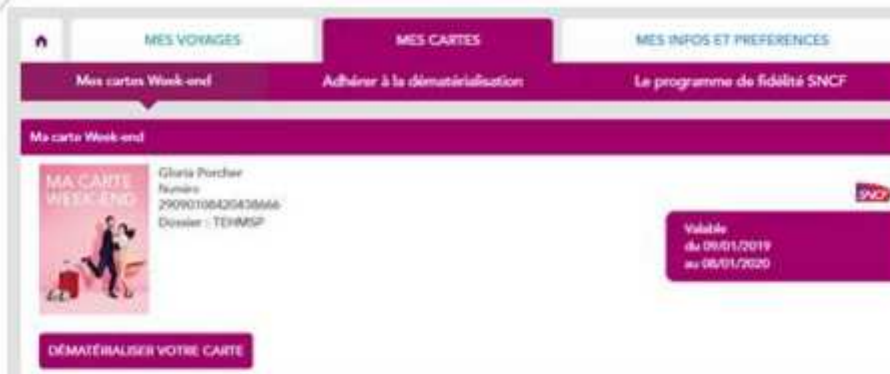 MES VOYAGES
MES CARTES
MES INFOS ET PREFERENCES
Mes cartes Week-end
Adhérer à la dématérialisation
Le programme de fidélité SNCF
Ma carte Week-end
MA CARTE
WEEK-END
Gloria Porcher
Numéro
29090108420438666
Dossier : TEHMSP
SNCF
Valable
du 09/01/2019
au 08/01/2020
DÉMATÉRIALISER VOTRE CARTE